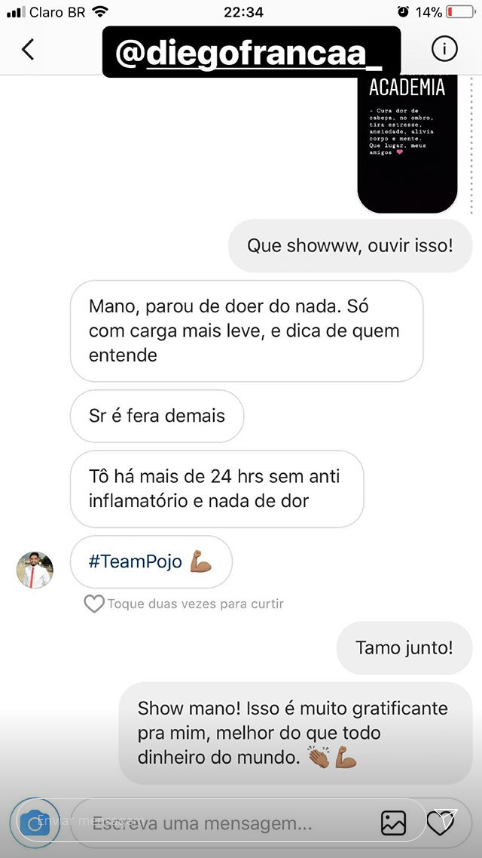 Claro BR
22:34
14%
@diegofrancaa_
ACADEMIA
- Cura dor de
cabeça, no ombro,
tira estresse,
ansiedade, alivia
corpo e mente.
Que lugar, meus
amigos
Que showww, ouvir isso!
Mano, parou de doer do nada. Só
com carga mais leve, e dica de quem
entende
Sr é fera demais
Tô há mais de 24 hrs sem anti
inflamatório e nada de dor
#TeamPojo 💪🏽
Toque duas vezes para curtir
Tamo junto!
Show mano! Isso é muito gratificante
pra mim, melhor do que todo
dinheiro do mundo. 👏🏽💪🏽
Enviar mensagem
Escreva uma mensagem...